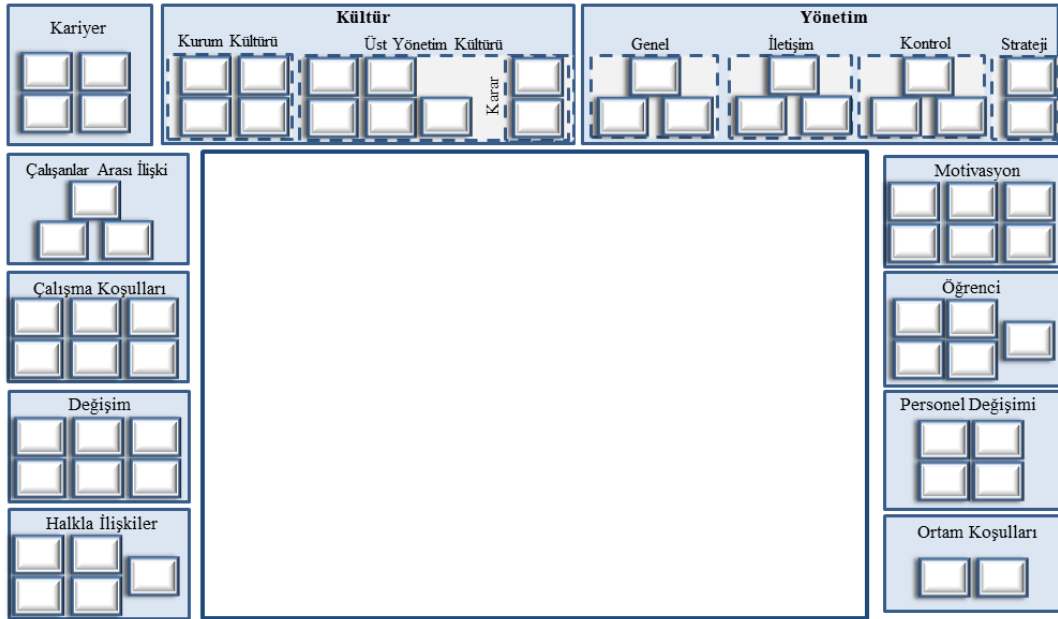 Kariyer
Kültür
Kurum Kültürü
Üst Yönetim Kültürü
Karar
Yönetim
Genel
İletişim
Kontrol
Strateji
Çalışanlar Arası İlişki
Çalışma Koşulları
Değişim
Halkla İlişkiler
Motivasyon
Öğrenci
Personel Değişimi
Ortam Koşulları